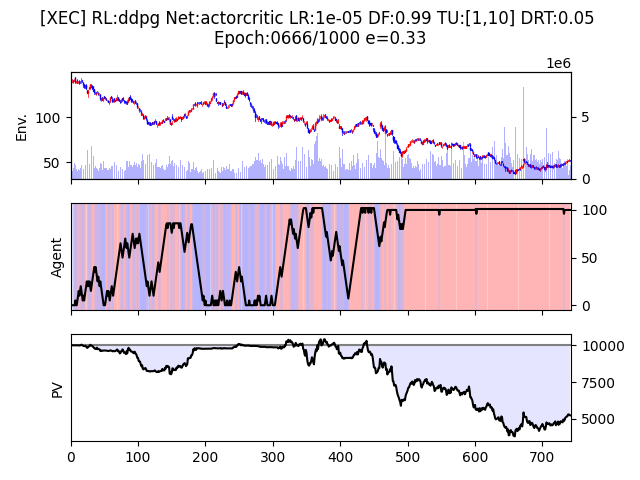 [XEC] RL:ddpg Net:actorcritic LR:1e-05 DF:0.99 TU:[1,10] DRT:0.05
Epoch:0666/1000 e=0.33
1e6
Env.
100
50
5
0
Agent
100
50
0
PV
10000
7500
5000
0 100 200 300 400 500 600 700